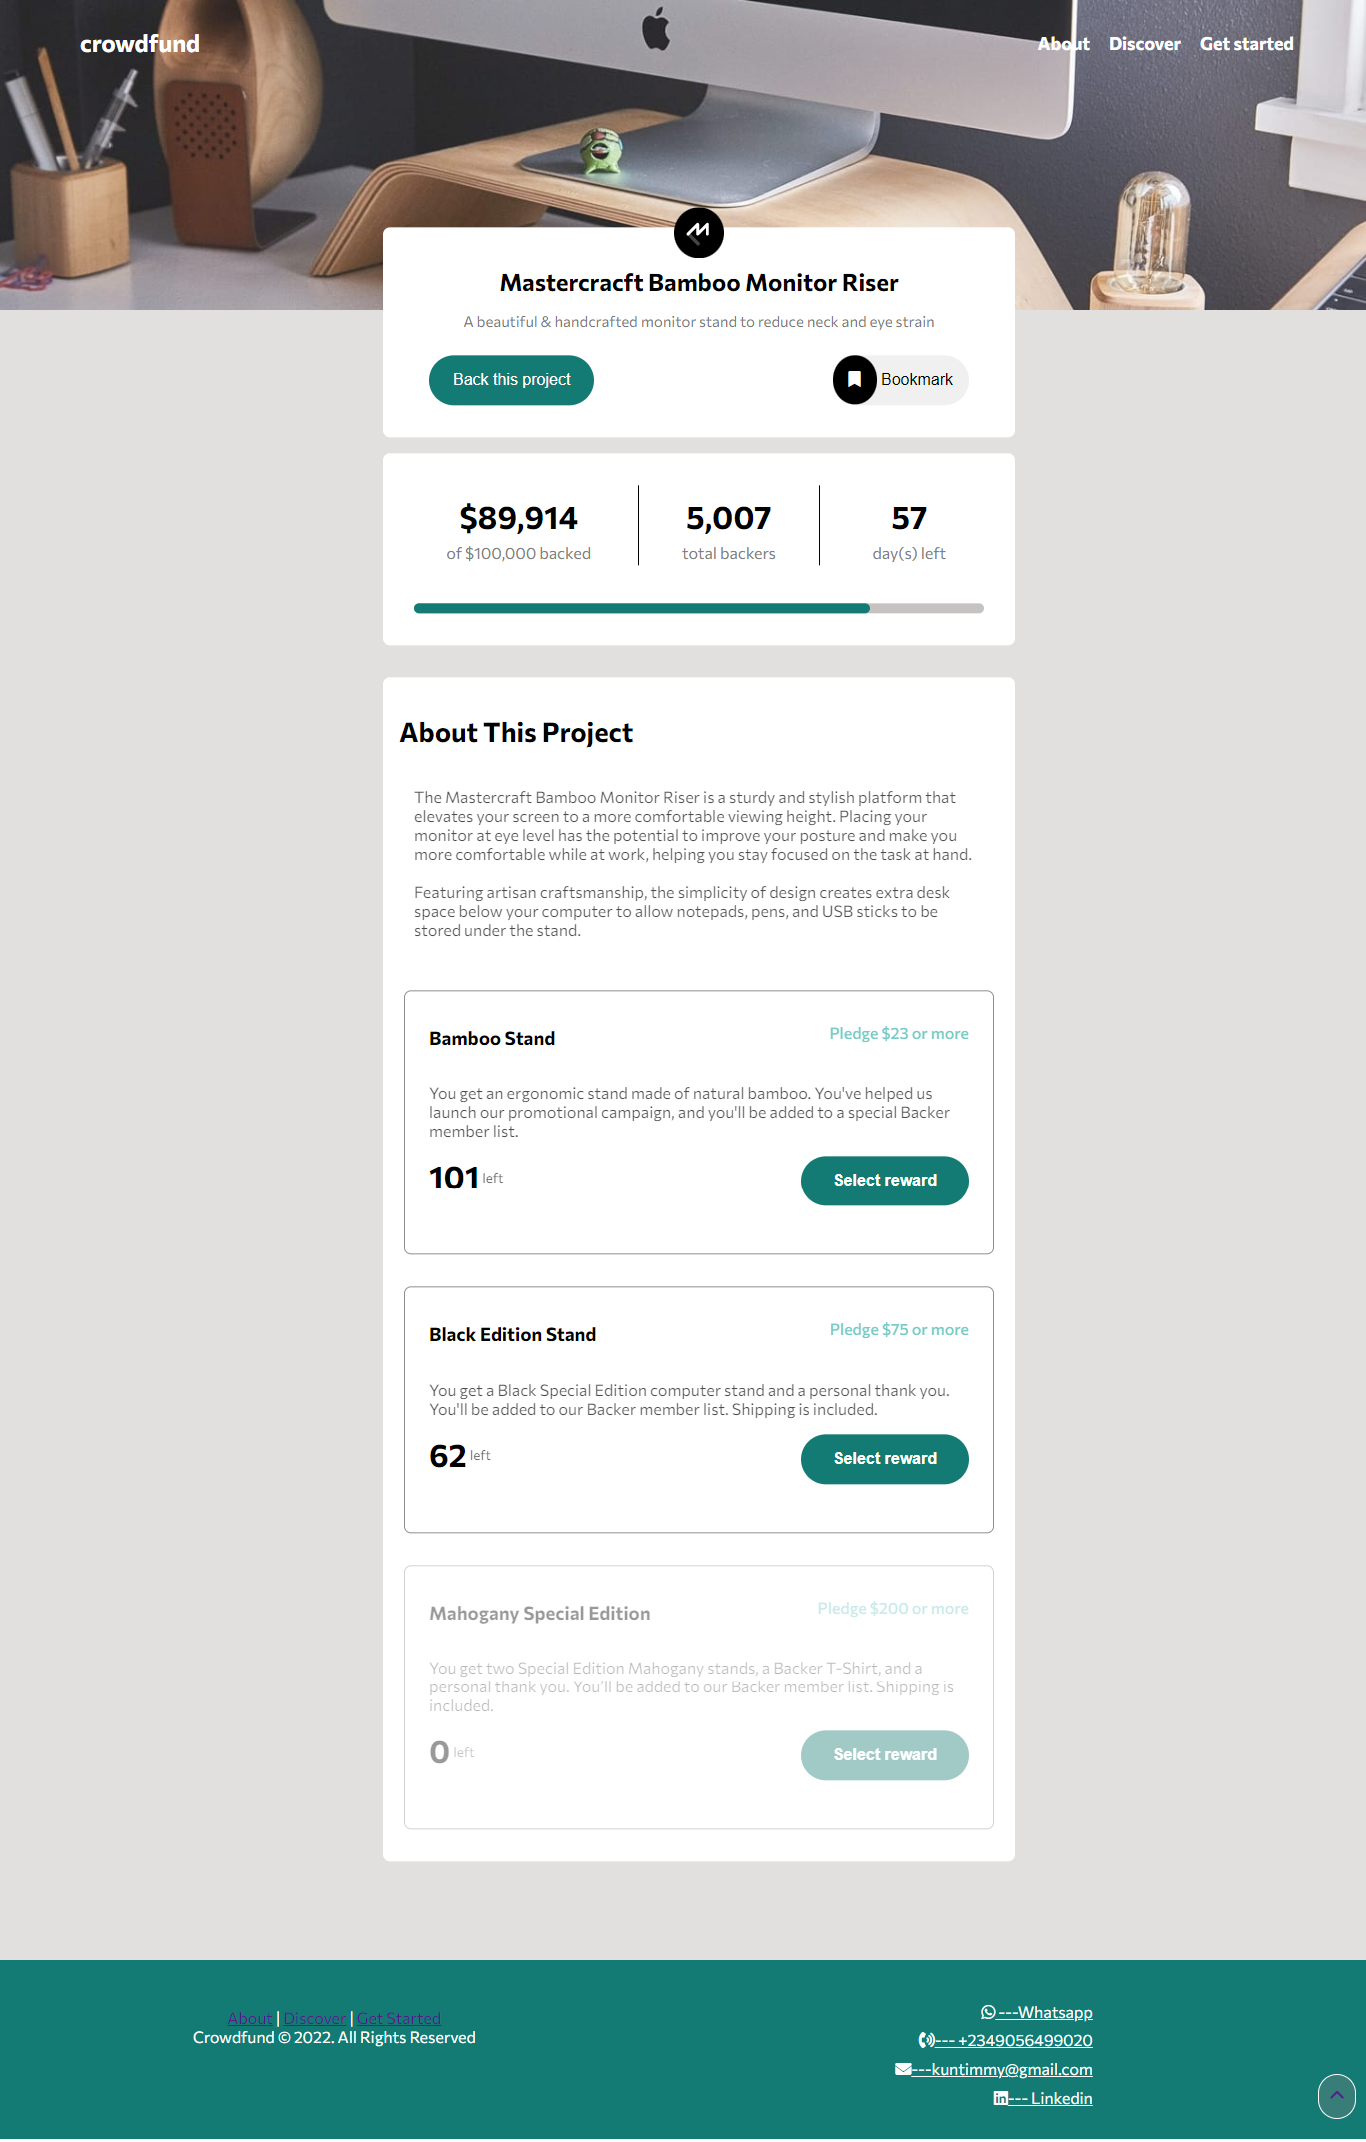 crowdfund
About Discover Get started
Mastercracft Bamboo Monitor Riser
A beautiful & handcrafted monitor stand to reduce neck and eye strain
Back this project
Bookmark
$89,914
of $100,000 backed
5,007
total backers
57
day(s) left
About This Project
The Mastercraft Bamboo Monitor Riser is a sturdy and stylish platform that
elevates your screen to a more comfortable viewing height. Placing your
monitor at eye level has the potential to improve your posture and make you
more comfortable while at work, helping you stay focused on the task at hand.
Featuring artisan craftsmanship, the simplicity of design creates extra desk
space below your computer to allow notepads, pens, and USB sticks to be
stored under the stand.
Bamboo Stand
Pledge $23 or more
You get an ergonomic stand made of natural bamboo. You've helped us
launch our promotional campaign, and you'll be added to a special Backer
member list.
101 left
Select reward
Black Edition Stand
Pledge $75 or more
You get a Black Special Edition computer stand and a personal thank you.
You'll be added to our Backer member list. Shipping is included.
62 left
Select reward
Mahogany Special Edition
Pledge $200 or more
You get two Special Edition Mahogany stands, a Backer T-Shirt, and a
personal thank you. You'll be added to our Backer member list. Shipping is
included.
0 left
Select reward
About | Discover | Get Started
Crowdfund © 2022. All Rights Reserved
---Whatsapp
--- +2349056499020
---kuntimmy@gmail.com
--- Linkedin